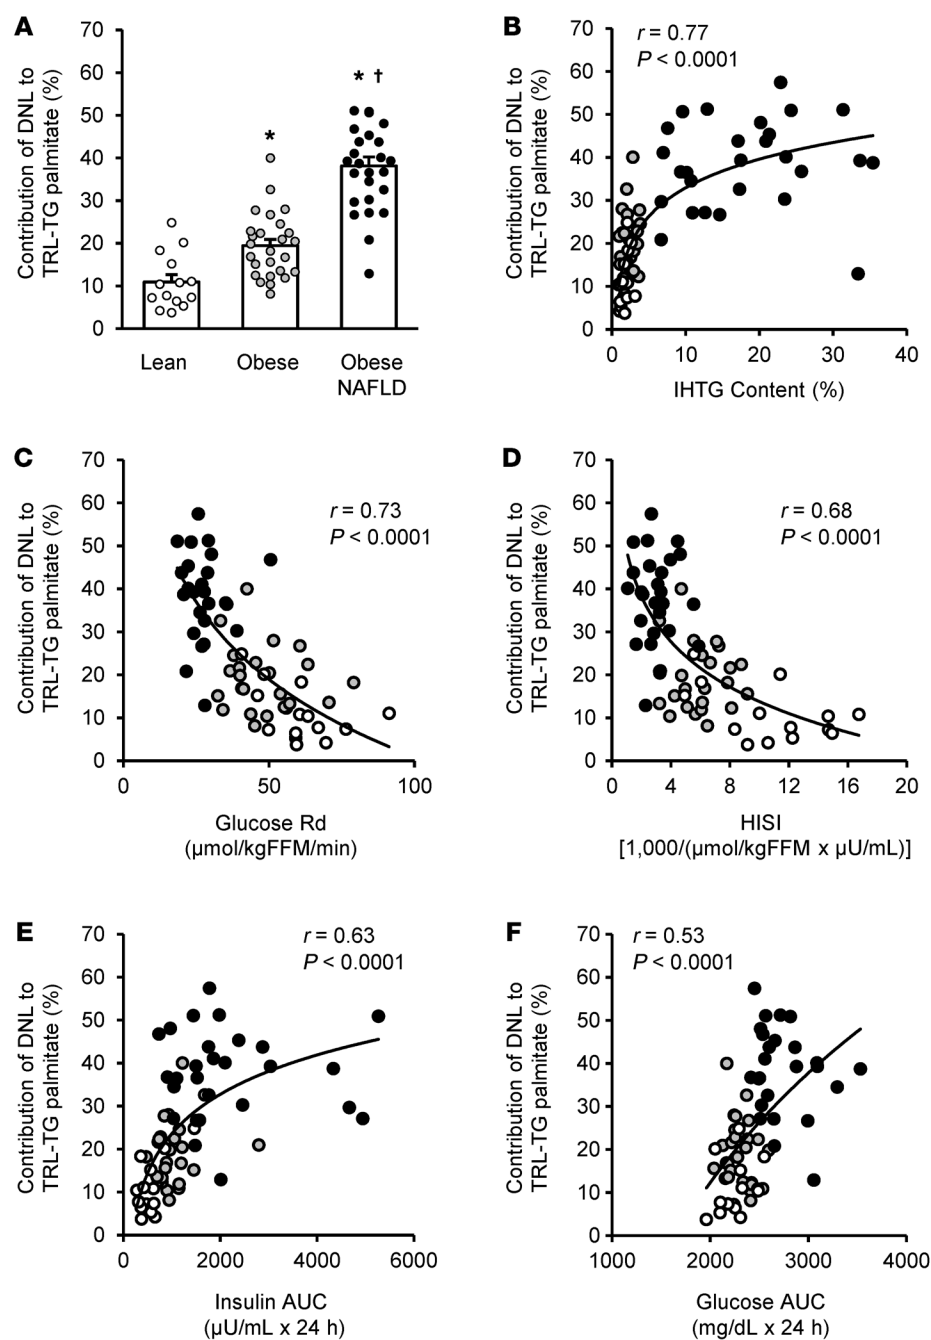 A
Contribution of DNL to
TRL-TG palmitate (%)
70
60
50
40
30
20
10
0
*
* †
Lean
Obese
Obese
NAFLD
B
Contribution of DNL to
TRL-TG palmitate (%)
70
60
50
40
30
20
10
0
r = 0.77
P < 0.0001
0 10 20 30 40
IHTG Content (%)
C
Contribution of DNL to
TRL-TG palmitate (%)
70
60
50
40
30
20
10
0
r = 0.73
P < 0.0001
0 50 100
Glucose Rd
(µmol/kgFFM/min)
D
Contribution of DNL to
TRL-TG palmitate (%)
70
60
50
40
30
20
10
0
r = 0.68
P < 0.0001
0 4 8 12 16 20
HISI
[1,000/(µmol/kgFFM x µU/mL)]
E
Contribution of DNL to
TRL-TG palmitate (%)
70
60
50
40
30
20
10
0
r = 0.63
P < 0.0001
0 2000 4000 6000
Insulin AUC
(µU/mL x 24 h)
F
Contribution of DNL to
TRL-TG palmitate (%)
70
60
50
40
30
20
10
0
r = 0.53
P < 0.0001
1000 2000 3000 4000
Glucose AUC
(mg/dL x 24 h)